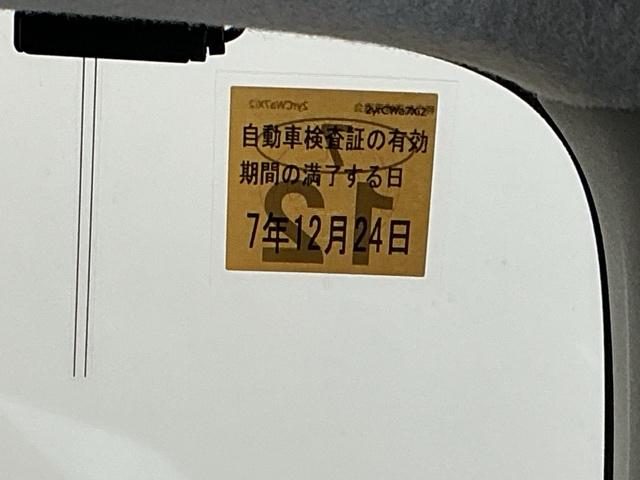 2yrCWa7Xi2
自動車検査証の有効
期間の満了する日
7年12月24日